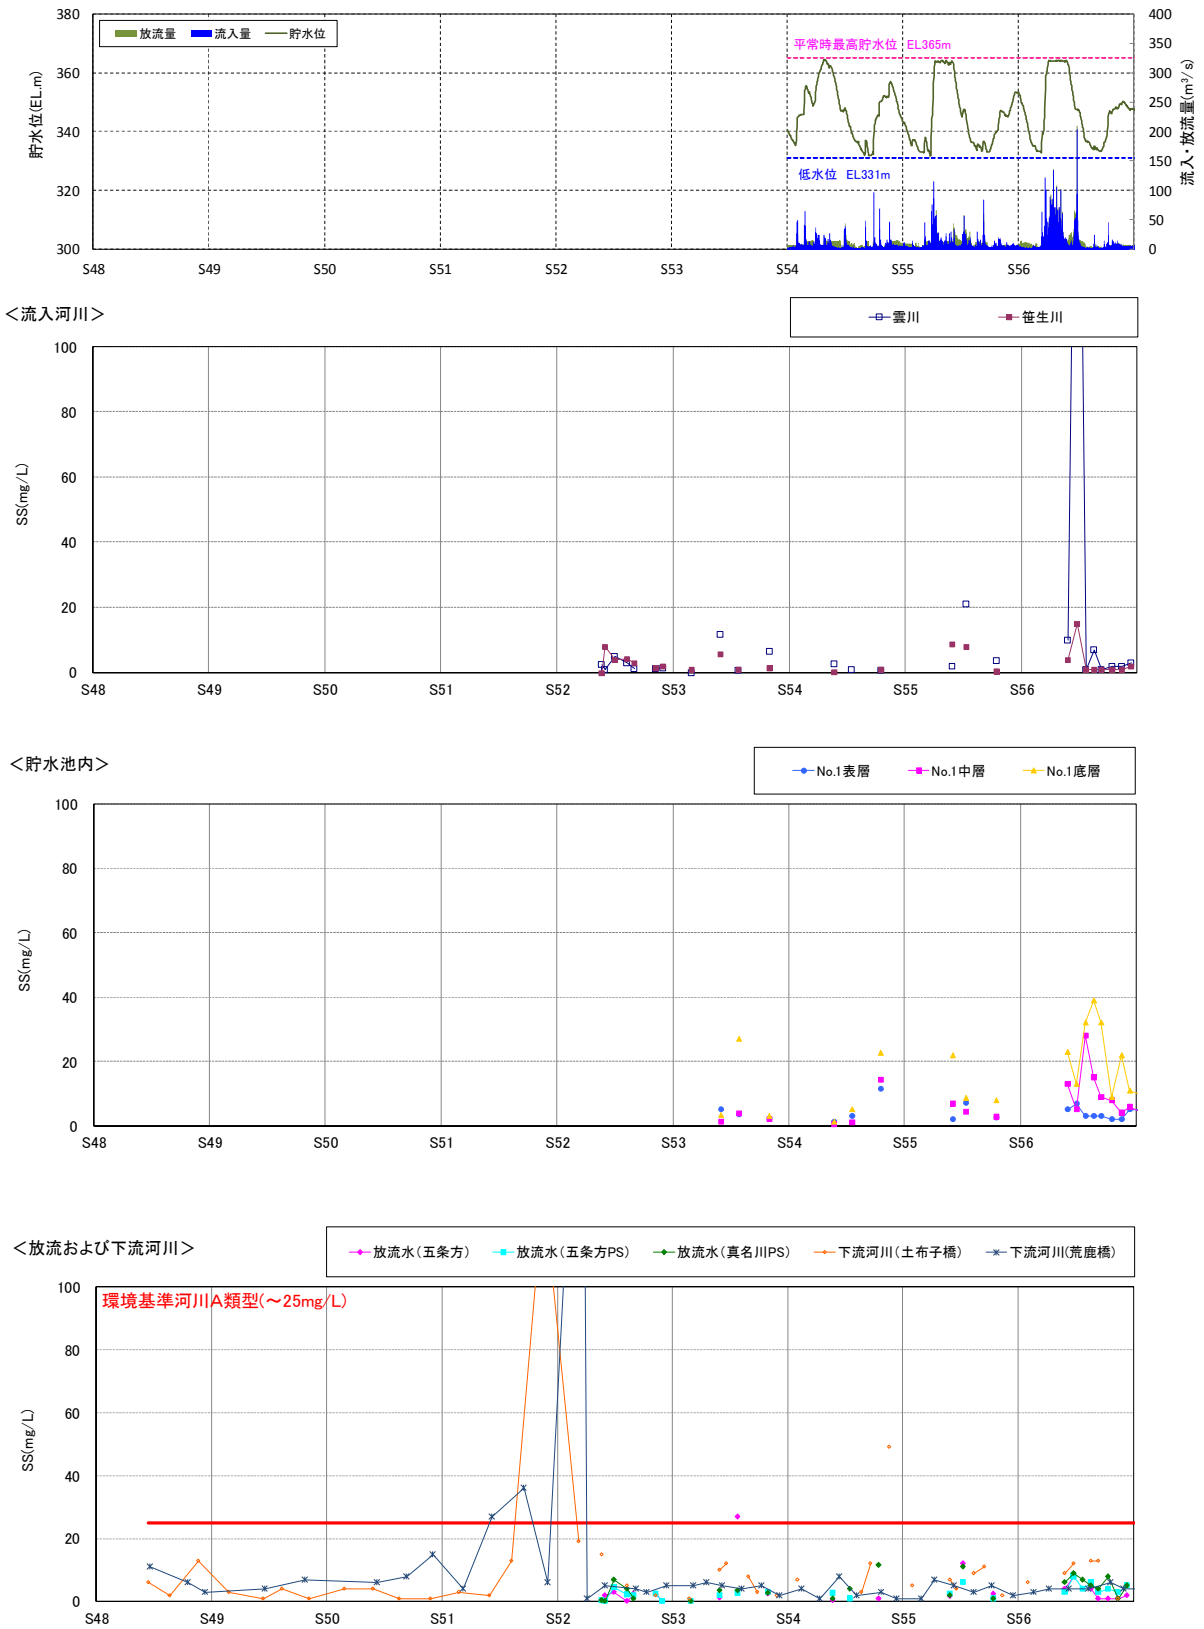 380
360
340
320
300
貯水位(EL.m)
放流量 流入量 貯水位
平常時最高貯水位 EL365m
低水位 EL331m
400
350
300
250
200
150
100
50
0
流入・放流量(m³/s)
S48 S49 S50 S51 S52 S53 S54 S55 S56
＜流入河川＞
雲川 笹生川
100
80
60
40
20
0
SS(mg/L)
S48 S49 S50 S51 S52 S53 S54 S55 S56
＜貯水池内＞
No.1表層 No.1中層 No.1底層
100
80
60
40
20
0
SS(mg/L)
S48 S49 S50 S51 S52 S53 S54 S55 S56
＜放流および下流河川＞
放流水（五条方） 放流水（五条方PS） 放流水（真名川PS） 下流河川（土布子橋） 下流河川(荒鹿橋)
環境基準河川A類型(～25mg/L)
100
80
60
40
20
0
SS(mg/L)
S48 S49 S50 S51 S52 S53 S54 S55 S56